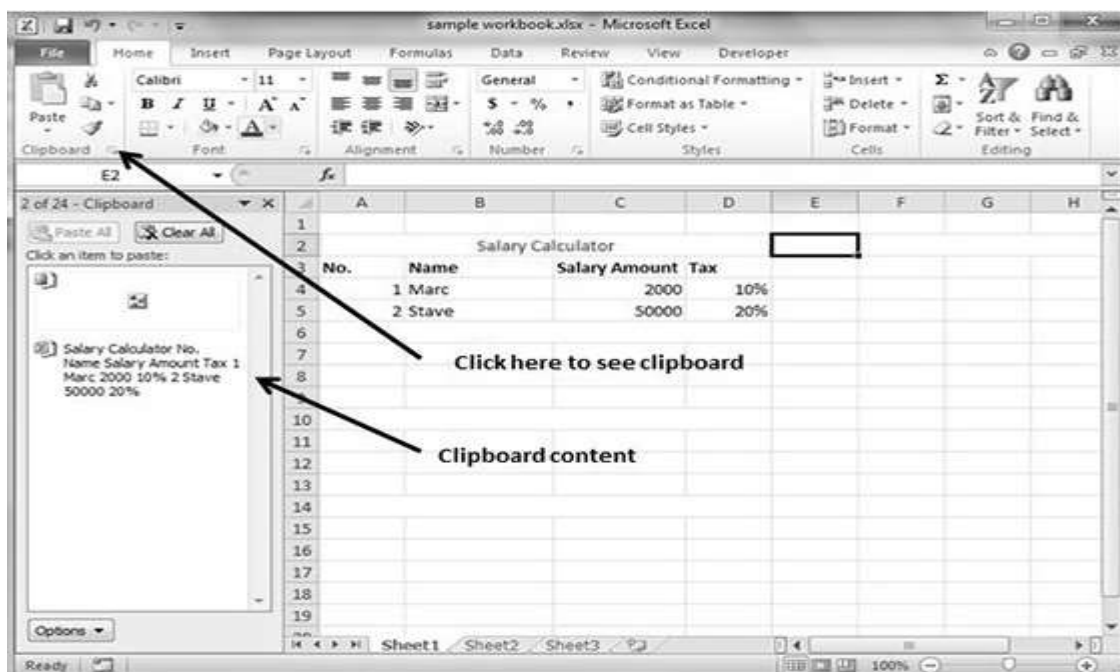 sample workbook.xlsx - Microsoft Excel
File Home Insert Page Layout Formulas Data Review View Developer
Calibri 11 General Conditional Formatting Insert Σ
Paste B I U A A $ % , Format as Table Delete Sort & Find &
A Cell Styles Format Filter Select
Clipboard Font Alignment Number Styles Cells Editing
E2 fx
2 of 24 - Clipboard
Paste All Clear All
Click an item to paste:
Salary Calculator No.
Name Salary Amount Tax 1
Marc 2000 10% 2 Stave
50000 20%
Options
A B C D E F G H
1
2 Salary Calculator
3 No. Name Salary Amount Tax
4 1 Marc 2000 10%
5 2 Stave 50000 20%
6
7
8
9
10
11
12
13
14
15
16
17
18
19
Click here to see clipboard
Clipboard content
Sheet1 Sheet2 Sheet3
Ready 100%